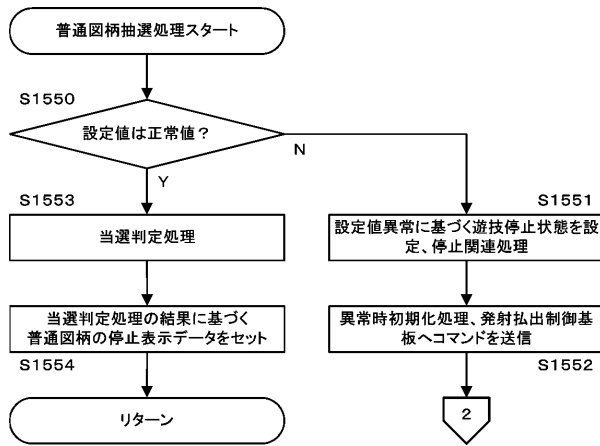 普通図柄抽選処理スタート
S1550
設定値は正常値？
N
Y
S1553
当選判定処理
S1551
設定値異常に基づく遊技停止状態を設
定、停止関連処理
当選判定処理の結果に基づく
普通図柄の停止表示データをセット
S1554
異常時初期化処理、発射払出制御基
板へコマンドを送信
S1552
リターン
2